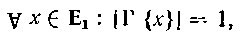 ∀ x ∈ E₁ : |Γ {x}| = 1,